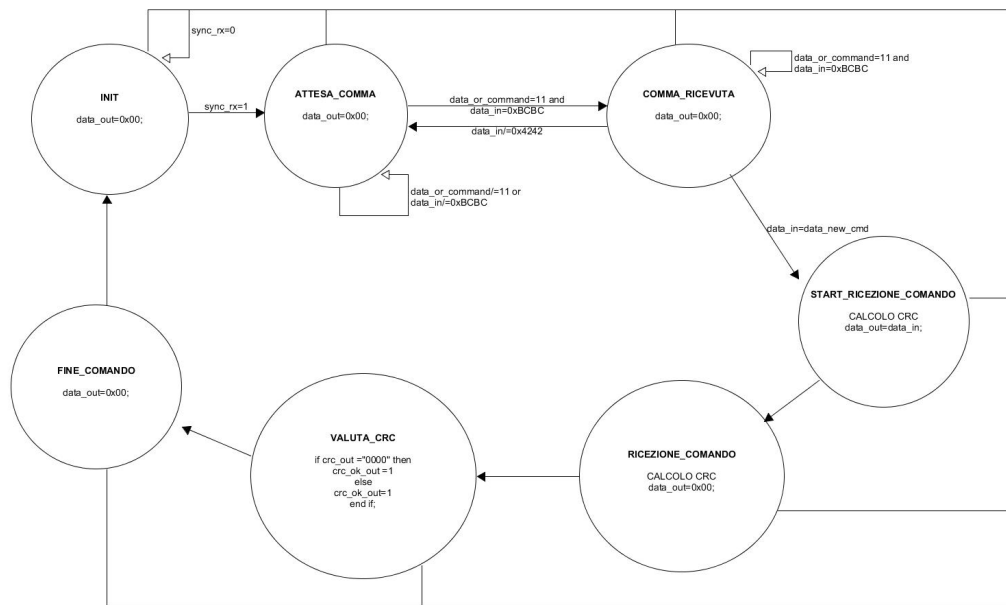 sync_rx=0
INIT
data_out=0x00;
sync_rx=1
ATTESA_COMMA
data_out=0x00;
data_or_command=11 and
data_in=0xBCBC
data_in/=0x4242
data_or_command/=11 or
data_in/=0xBCBC
COMMA_RICEVUTA
data_out=0x00;
data_or_command=11 and
data_in=0xBCBC
data_in=data_new_cmd
START_RICEZIONE_COMANDO
CALCOLO CRC
data_out=data_in;
RICEZIONE_COMANDO
CALCOLO CRC
data_out=0x00;
VALUTA_CRC
if crc_out ="0000" then
crc_ok_out =1
else
crc_ok_out=1
end if;
FINE_COMANDO
data_out=0x00;